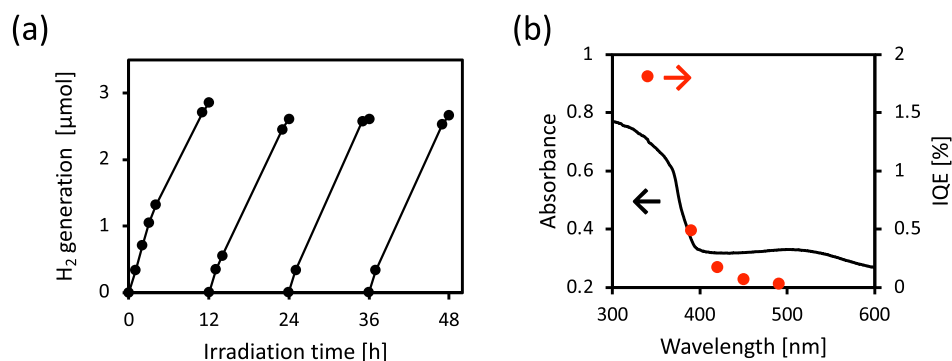 (a)
H2 generation [μmol]
3
2
1
0
0 12 24 36 48
Irradiation time [h]
(b)
Absorbance
1
0.8
0.6
0.4
0.2
2
1.5
1
0.5
0
IQE [%]
300 400 500 600
Wavelength [nm]